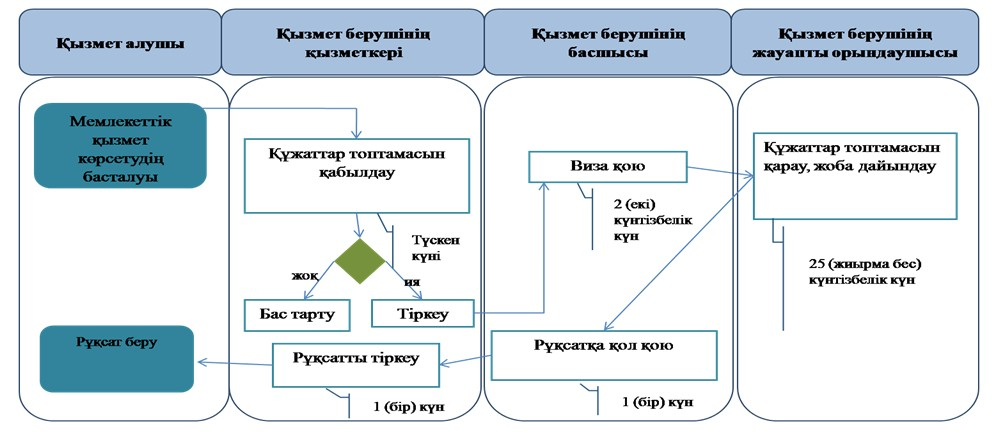 Қызмет алушы
Қызмет берушінің
қызметкері
Қызмет берушінің
басшысы
Қызмет берушінің
жауапты орындаушысы
Мемлекеттік
қызмет
көрсетудің
басталуы
Құжаттар топтамасын
қабылдау
Виза қою
Құжаттар топтамасын
қарау, жоба дайындау
2 (екі)
күнтізбелік
күн
Түскен
күні
25 (жиырма бес)
күнтізбелік күн
жоқ
ия
Бас тарту
Тіркеу
Рұқсат беру
Рұқсатты тіркеу
Рұқсатқа қол қою
1 (бір) күн
1 (бір) күн